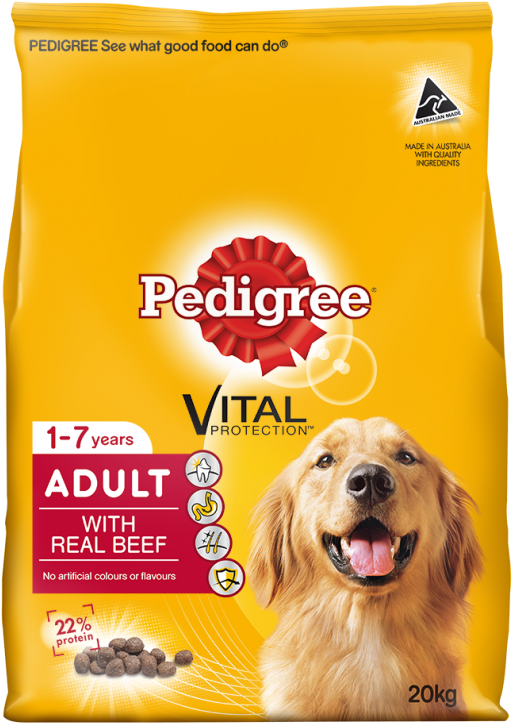 PEDIGREE See what good food can do®
AUSTRALIAN MADE
MADE IN AUSTRALIA
WITH QUALITY
INGREDIENTS
Pedigree®
VITAL
PROTECTION™
1-7 years
ADULT
WITH
REAL BEEF
No artificial colours or flavours
22%
protein
20kg